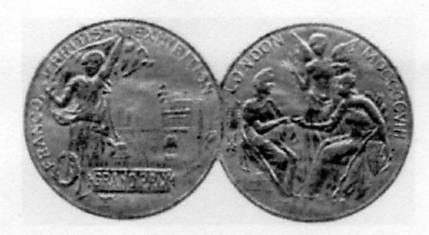 FRANCO BRITISH EXHIBITION
GRAND PRIX
LONDON MDCCCCVIII